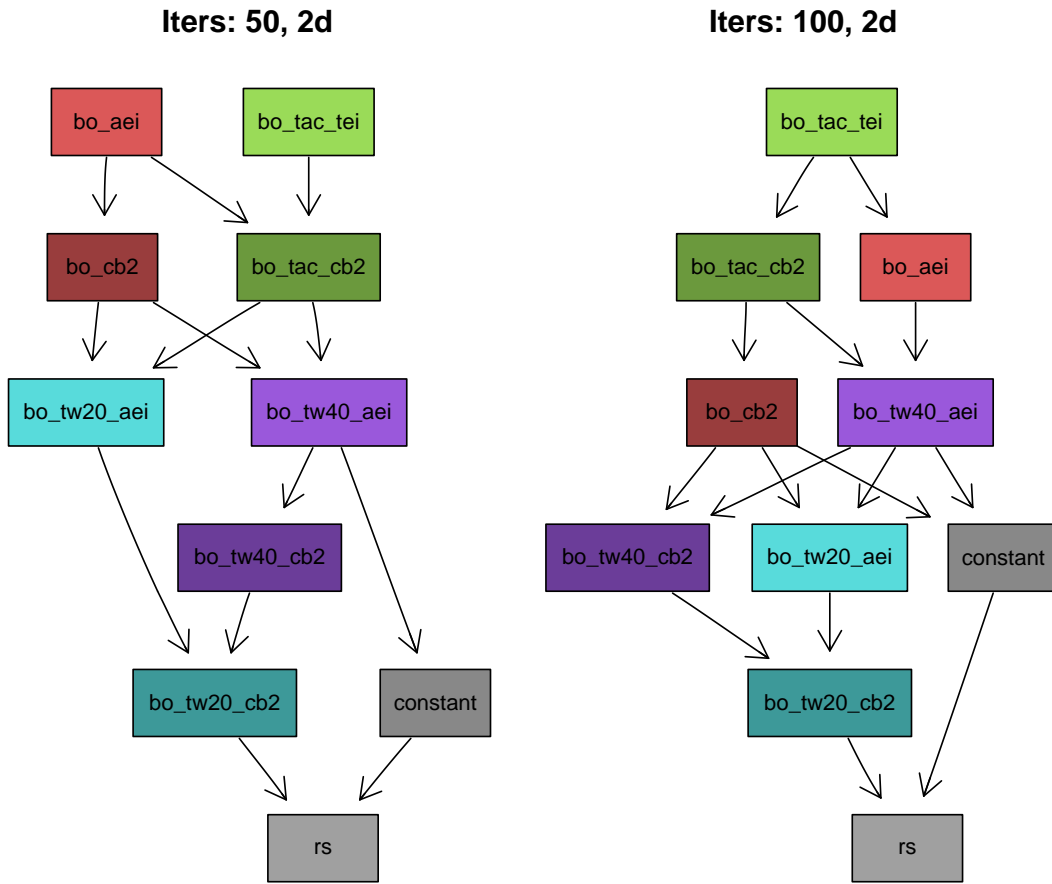 Iters: 50, 2d
bo_aei
bo_tac_tei
bo_cb2
bo_tac_cb2
bo_tw20_aei
bo_tw40_aei
bo_tw40_cb2
bo_tw20_cb2
constant
rs
Iters: 100, 2d
bo_tac_tei
bo_tac_cb2
bo_aei
bo_cb2
bo_tw40_aei
bo_tw40_cb2
bo_tw20_aei
constant
bo_tw20_cb2
rs